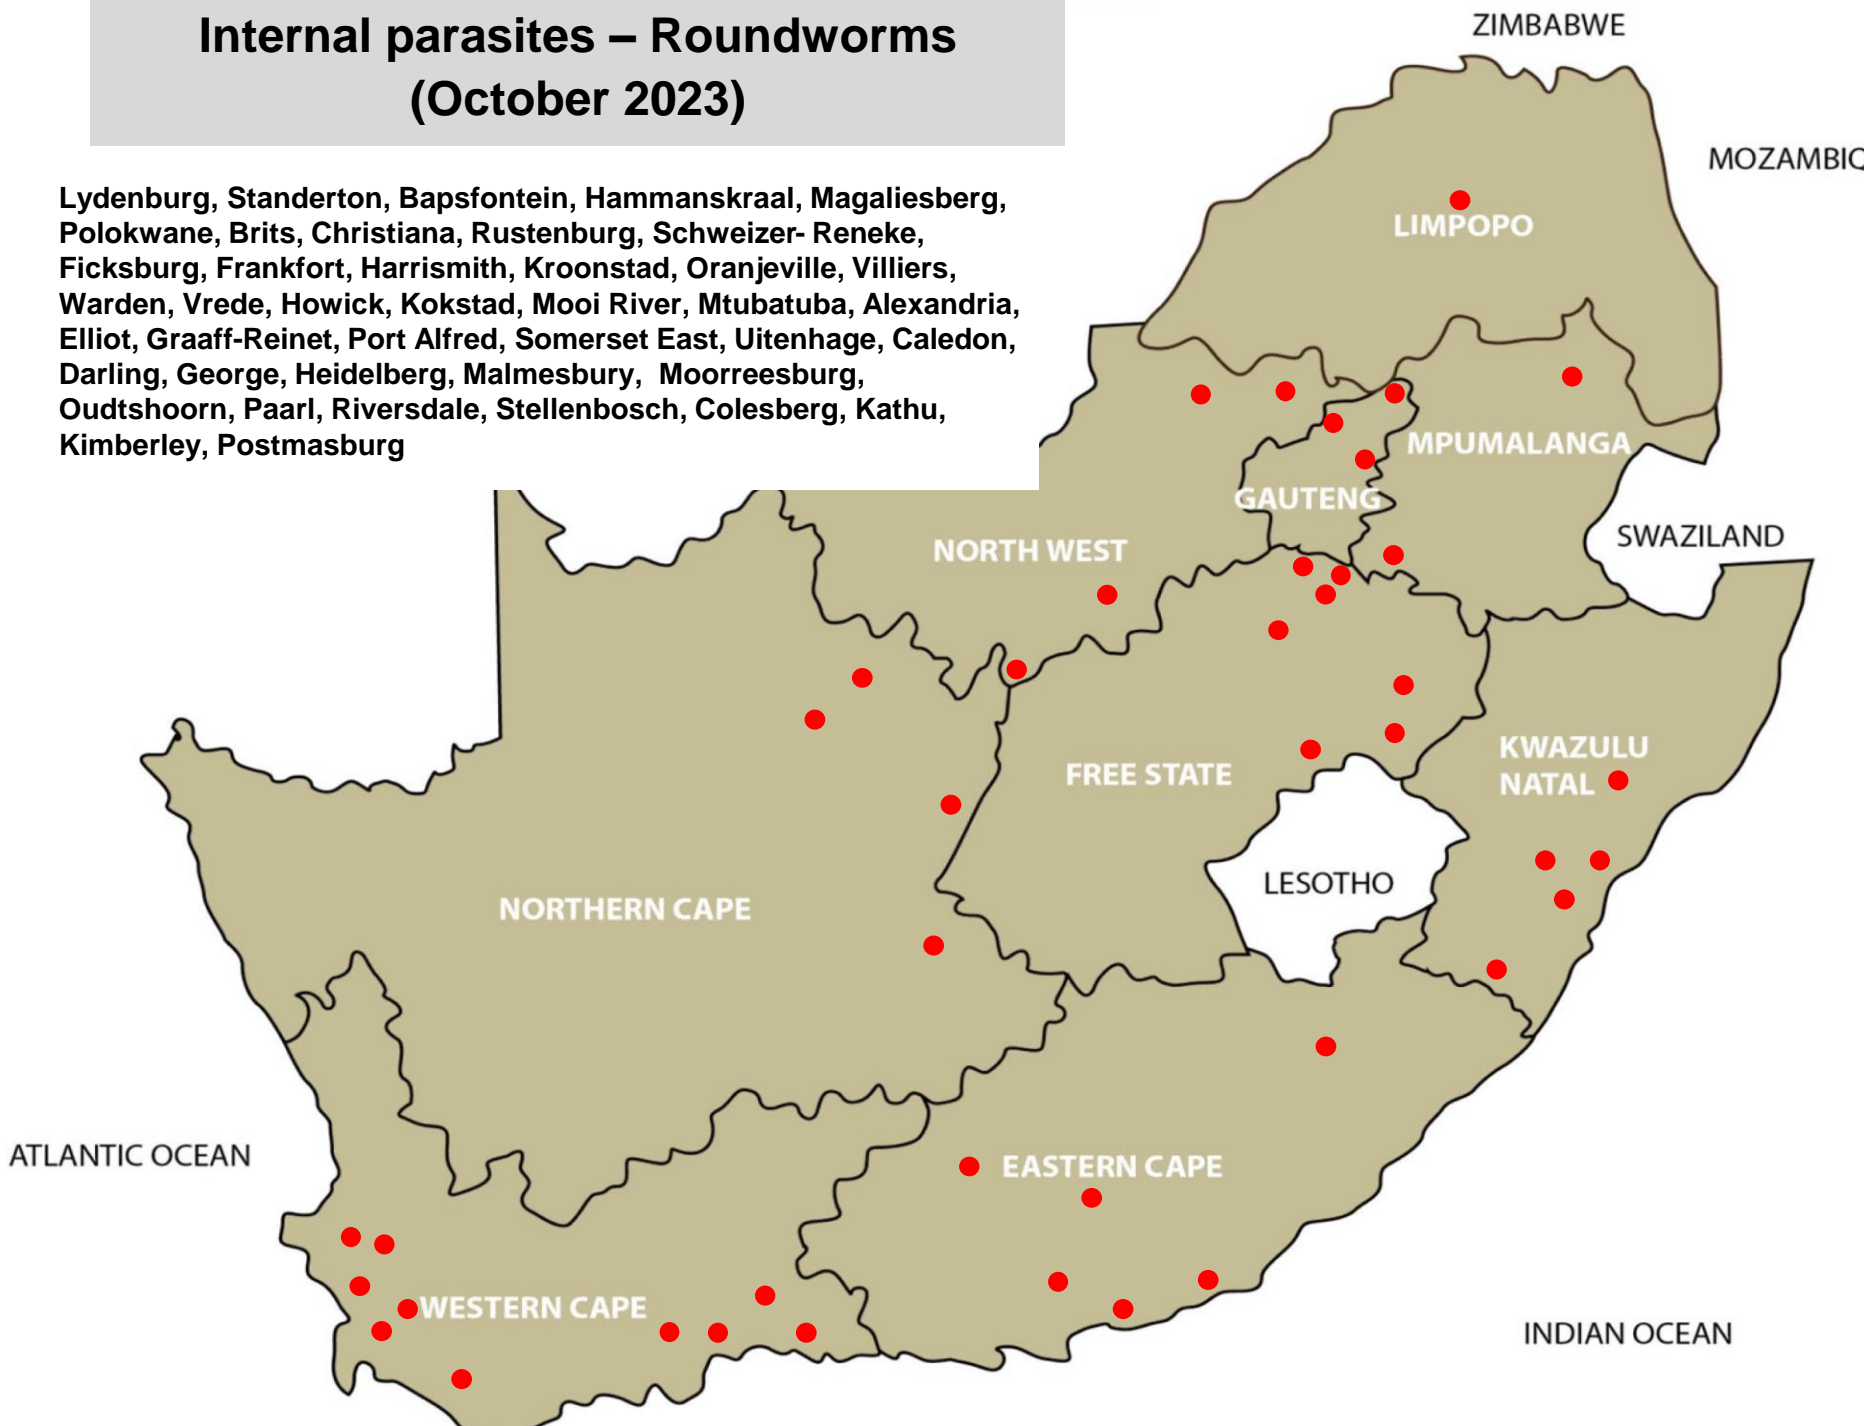 Internal parasites – Roundworms
(October 2023)
Lydenburg, Standerton, Bapsfontein, Hammanskraal, Magaliesberg,
Polokwane, Brits, Christiana, Rustenburg, Schweizer- Reneke,
Ficksburg, Frankfort, Harrismith, Kroonstad, Oranjeville, Villiers,
Warden, Vrede, Howick, Kokstad, Mooi River, Mtubatuba, Alexandria,
Elliot, Graaff-Reinet, Port Alfred, Somerset East, Uitenhage, Caledon,
Darling, George, Heidelberg, Malmesbury, Moorreesburg,
Oudtshoorn, Paarl, Riversdale, Stellenbosch, Colesberg, Kathu,
Kimberley, Postmasburg
ZIMBABWE
MOZAMBIQ
LIMPOPO
MPUMALANGA
GAUTENG
SWAZILAND
NORTH WEST
KWAZULU
NATAL
FREE STATE
LESOTHO
NORTHERN CAPE
ATLANTIC OCEAN
EASTERN CAPE
WESTERN CAPE
INDIAN OCEAN